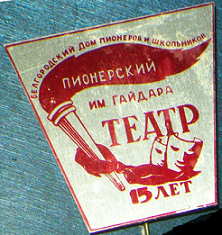 БЕЛГОРОДСКИЙ ДОМ ПИОНЕРОВ И ШКОЛЬНИКОВ
ПИОНЕРСКИЙ
ИМ ГАЙДАРА
ТЕАТР
15 ЛЕТ